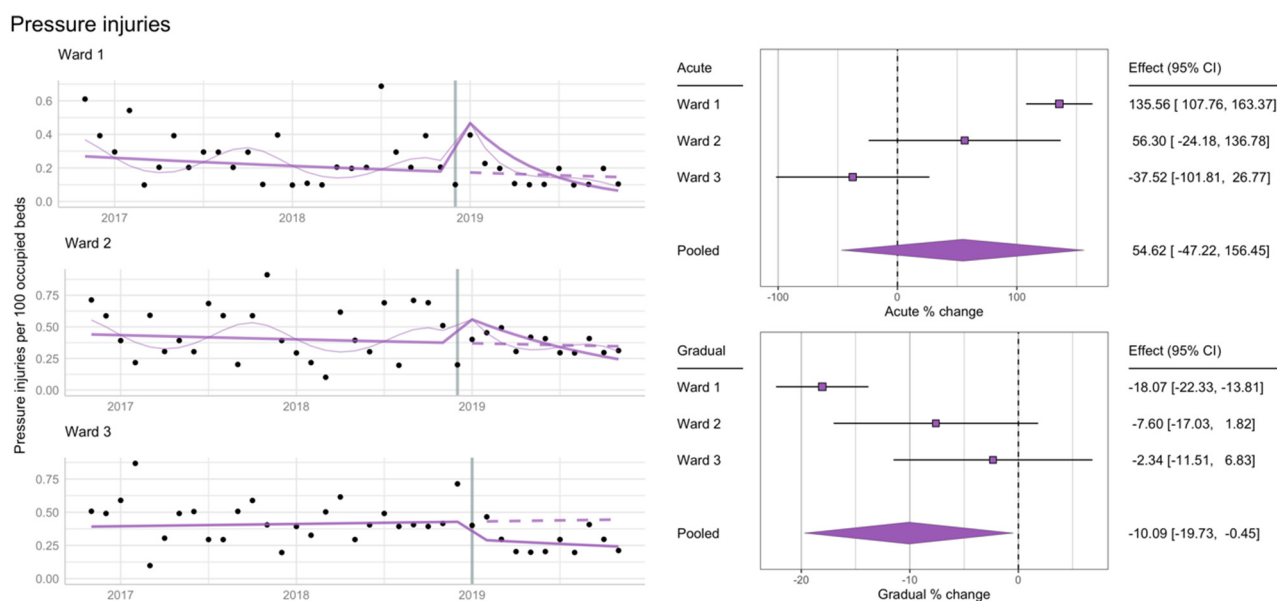 Pressure injuries
Pressure injuries per 100 occupied beds
Ward 1
0.6
0.4
0.2
0.0
2017 2018 2019
Ward 2
0.75
0.50
0.25
0.00
2017 2018 2019
Ward 3
0.75
0.50
0.25
0.00
2017 2018 2019
Acute Effect (95% CI)
Ward 1 135.56 [ 107.76, 163.37]
Ward 2 56.30 [ -24.18, 136.78]
Ward 3 -37.52 [-101.81, 26.77]
Pooled 54.62 [ -47.22, 156.45]
-100 0 100
Acute % change
Gradual Effect (95% CI)
Ward 1 -18.07 [-22.33, -13.81]
Ward 2 -7.60 [-17.03, 1.82]
Ward 3 -2.34 [-11.51, 6.83]
Pooled -10.09 [-19.73, -0.45]
-20 -10 0
Gradual % change